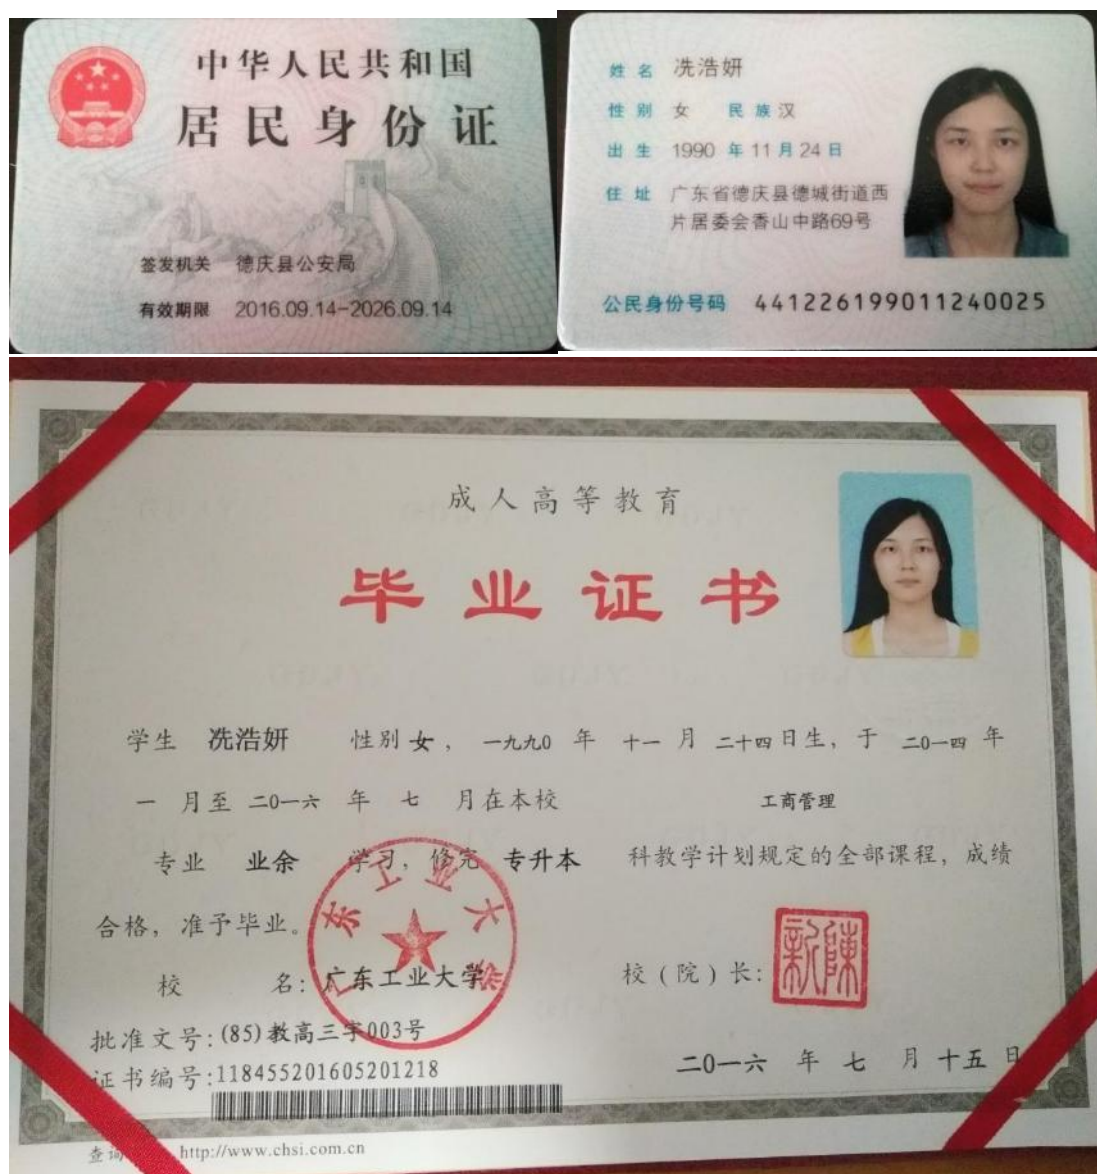 中华人民共和国
居民身份证
签发机关 德庆县公安局
有效期限 2016.09.14-2026.09.14
姓名 冼浩妍
性别 女 民族 汉
出生 1990 年 11 月 24 日
住址 广东省德庆县德城街道西
片居委会香山中路69号
公民身份号码 441226199011240025
成人高等教育
毕业证书
学生 冼浩妍 性别 女，一九九0 年 十一 月 二十四日生，于 二0一四 年
一 月至 二0一六 年 七 月在本校 工商管理
专业 业余 学习，修完 专升本 科教学计划规定的全部课程，成绩
合格，准予毕业。
广东工业大学
校 名：广东工业大学 校（院）长：
批准文号：(85)教高三字003号
证书编号：118455201605201218
二0一六 年 七 月 十五 日
http://www.chsi.com.cn